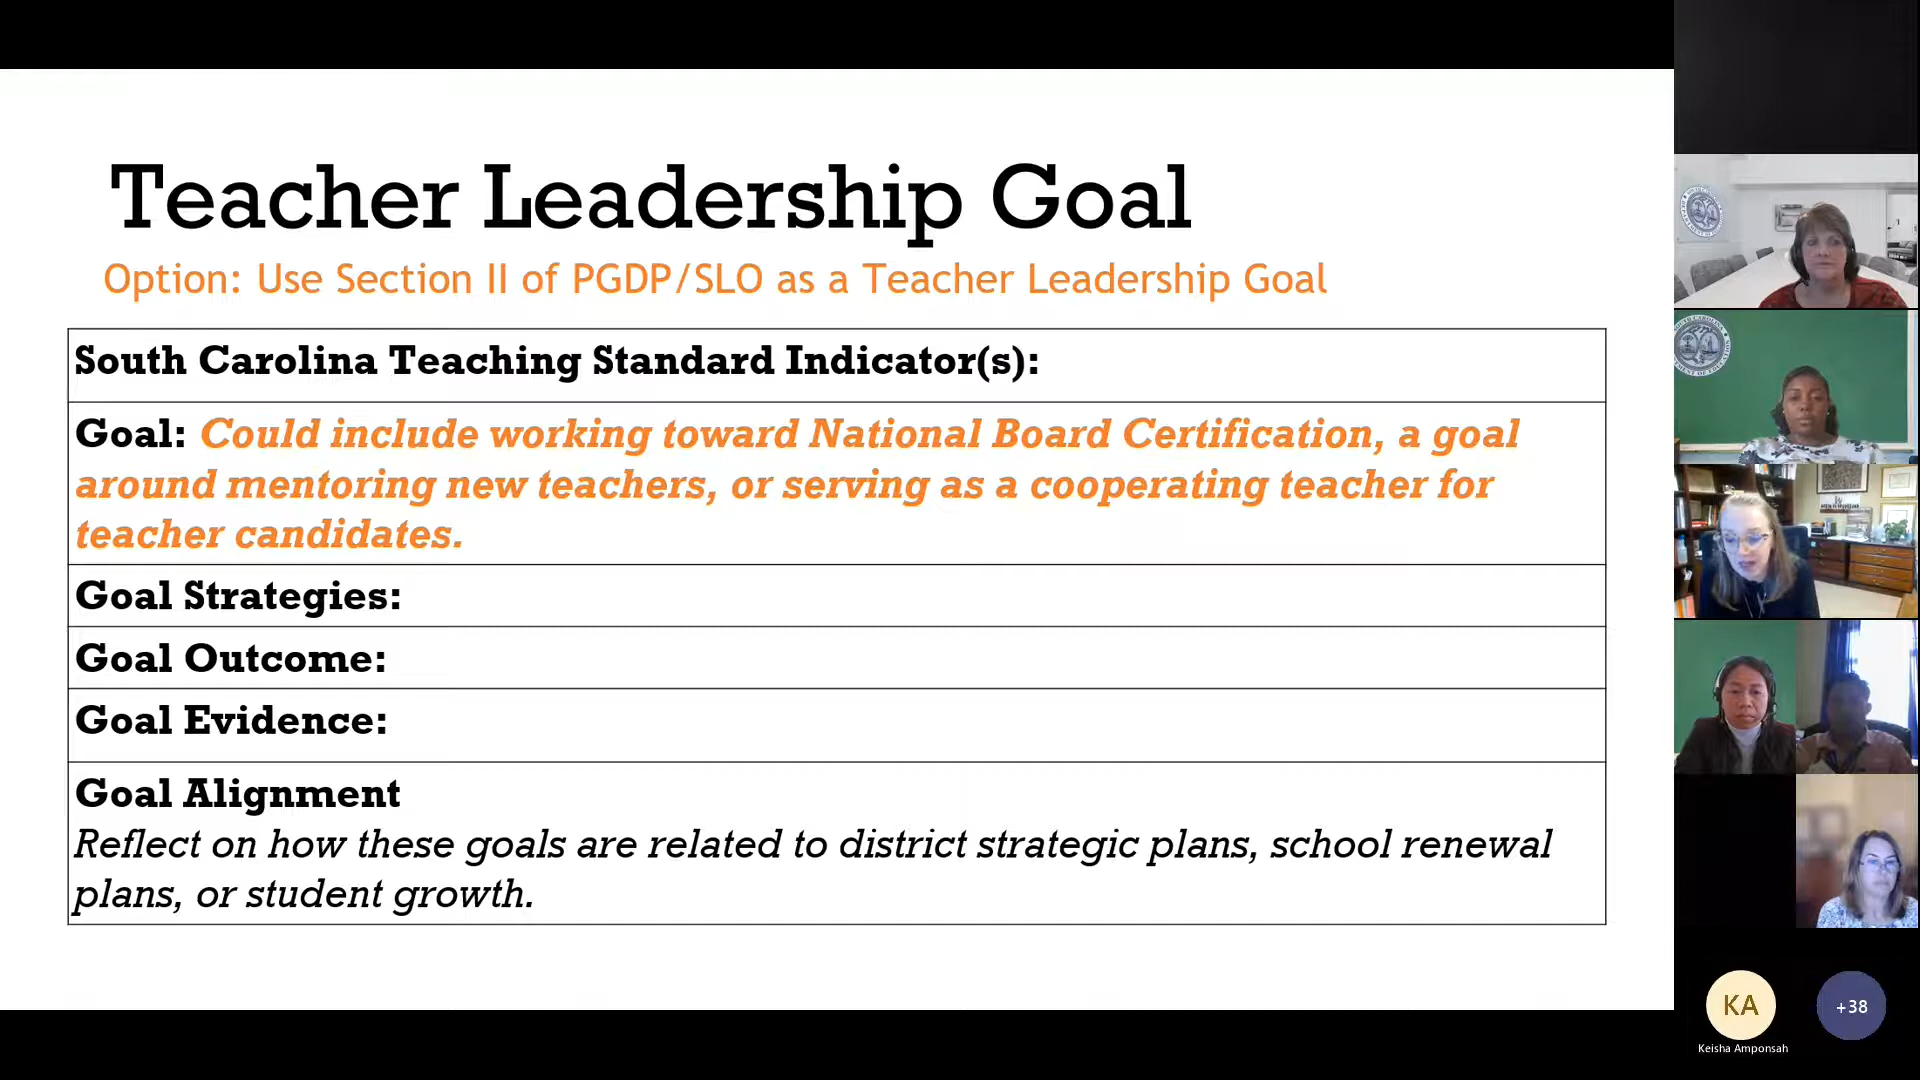 Teacher Leadership Goal
Option: Use Section II of PGDP/SLO as a Teacher Leadership Goal
South Carolina Teaching Standard Indicator(s):
Goal: Could include working toward National Board Certification, a goal
around mentoring new teachers, or serving as a cooperating teacher for
teacher candidates.
Goal Strategies:
Goal Outcome:
Goal Evidence:
Goal Alignment
Reflect on how these goals are related to district strategic plans, school renewal
plans, or student growth.
KA
+38
Keisha Amponsah